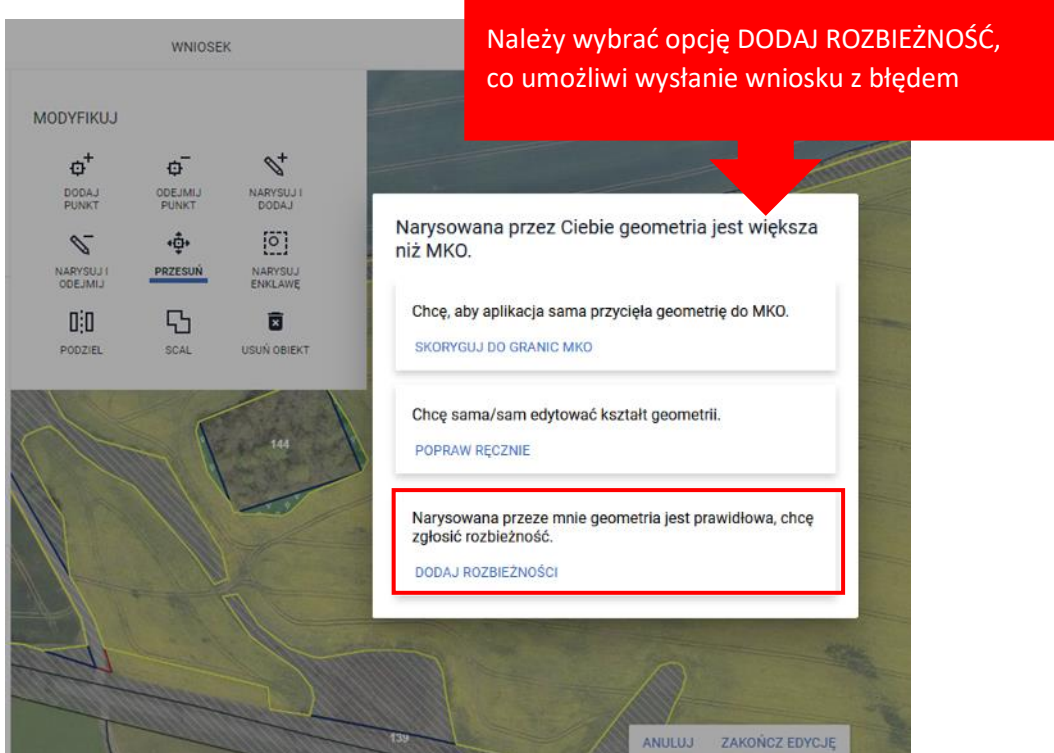 Należy wybrać opcję DODAJ ROZBIEŻNOŚĆ,
co umożliwi wysłanie wniosku z błędem
WNIOSEK
MODYFIKUJ
DODAJ
PUNKT
ODEJMIJ
PUNKT
NARYSUJ I
DODAJ
NARYSUJ I
ODEJMIJ
PRZESUŃ
NARYSUJ
ENKLAWĘ
PODZIEL
SCAL
USUŃ OBIEKT
Narysowana przez Ciebie geometria jest większa
niż MKO.
Chcę, aby aplikacja sama przycięła geometrię do MKO.
SKORYGUJ DO GRANIC MKO
Chcę sama/sam edytować kształt geometrii.
POPRAW RĘCZNIE
Narysowana przeze mnie geometria jest prawidłowa, chcę
zgłosić rozbieżność.
DODAJ ROZBIEŻNOŚCI
144
139
ANULUJ
ZAKOŃCZ EDYCJĘ